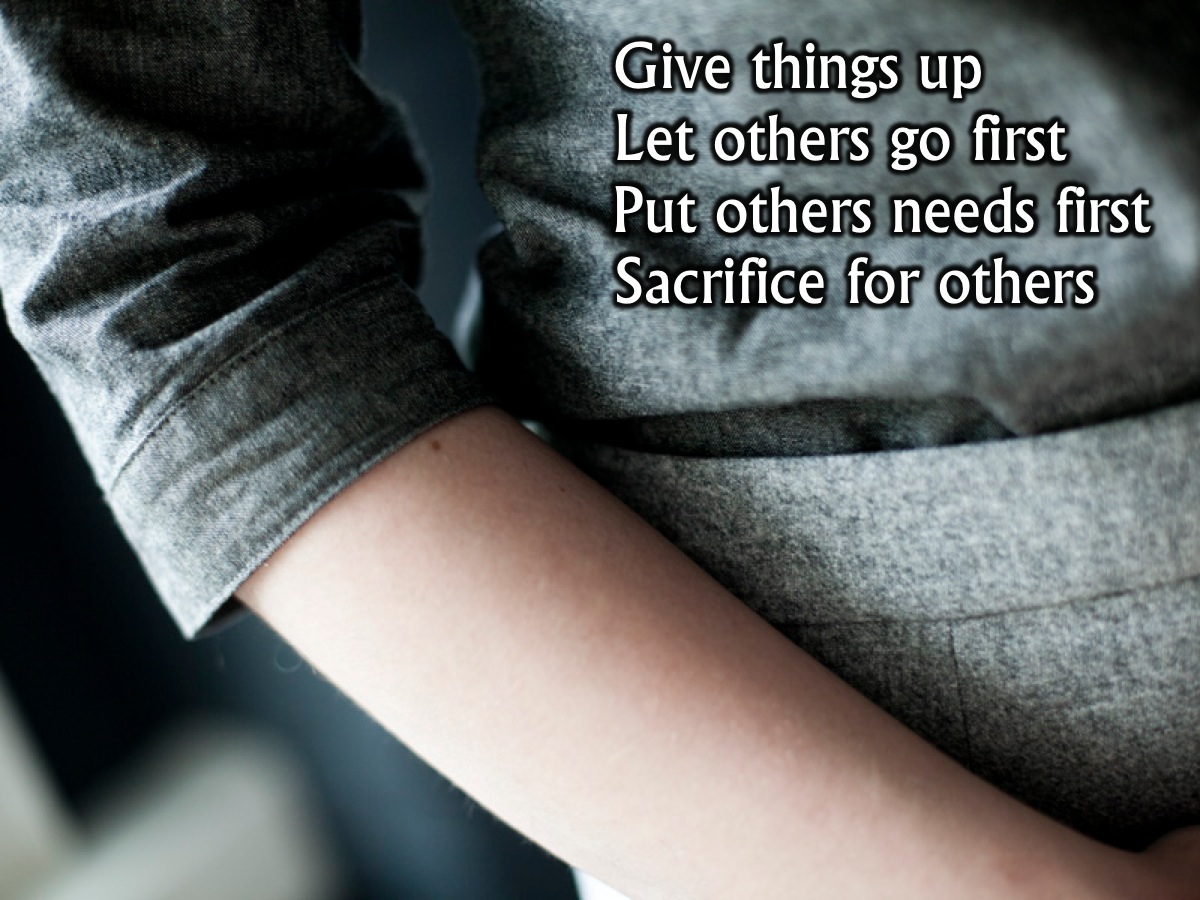 Give things up
Let others go first
Put others needs first
Sacrifice for others